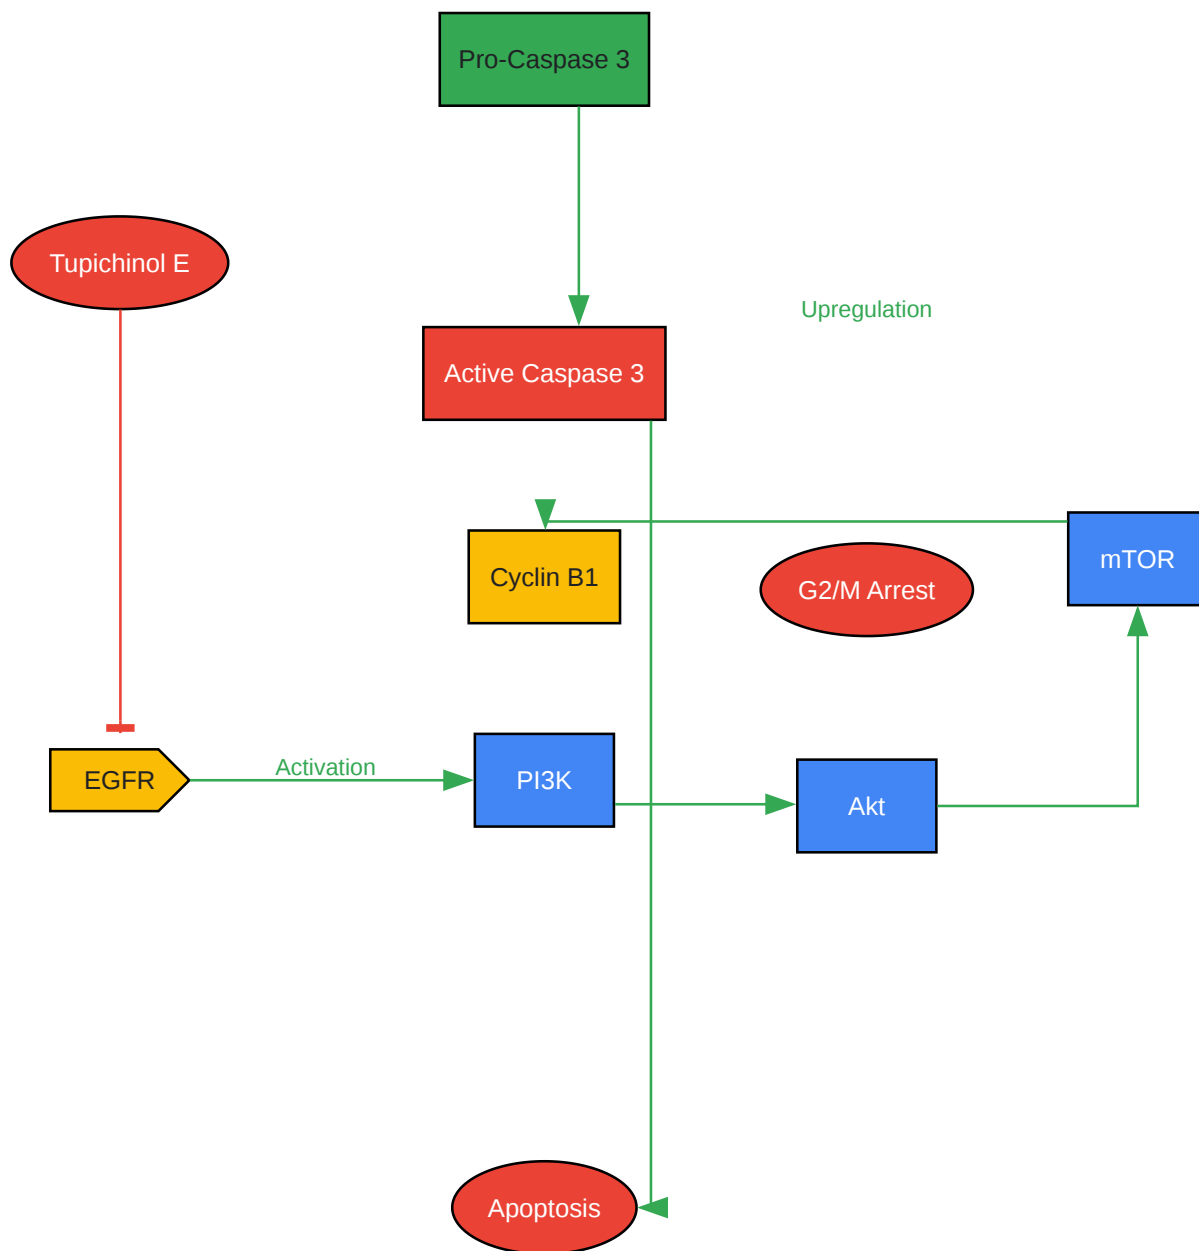 Pro-Caspase 3
Tupichinol E
Upregulation
Active Caspase 3
Cyclin B1
G2/M Arrest
mTOR
EGFR
Activation
PI3K
Akt
Apoptosis